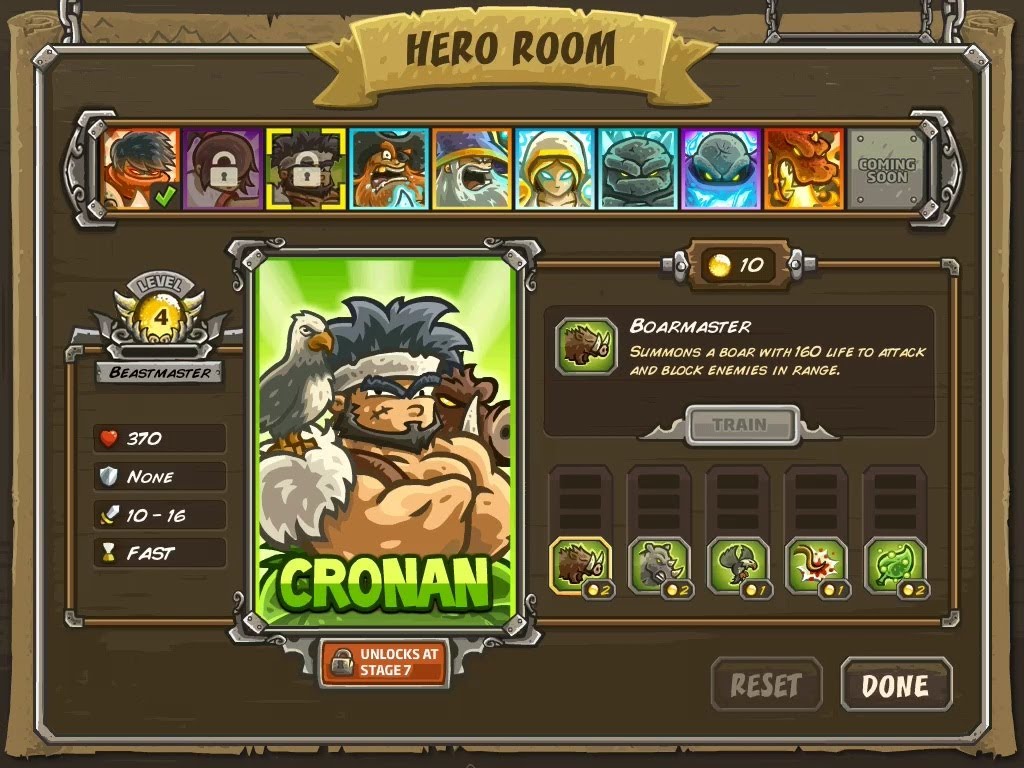 HERO ROOM
COMING
SOON
LEVEL
4
BEASTMASTER
370
NONE
10 - 16
FAST
CRONAN
UNLOCKS AT
STAGE 7
10
BOARMASTER
SUMMONS A BOAR WITH 160 LIFE TO ATTACK
AND BLOCK ENEMIES IN RANGE.
TRAIN
2
2
1
1
2
RESET
DONE